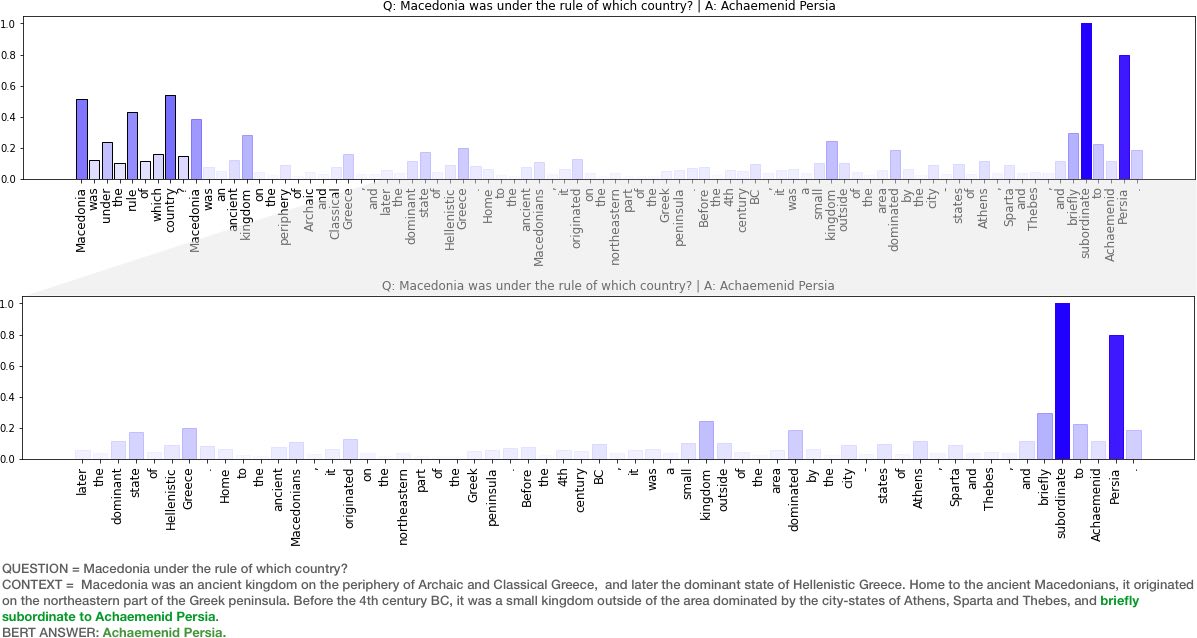 Q: Macedonia was under the rule of which country? | A: Achaemenid Persia
1.0
0.8
0.6
0.4
0.2
0.0
Macedonia was under the rule of which country ? Macedonia was an ancient kingdom on the periphery of Archaic and Classical Greece , and later the dominant state of Hellenistic Greece . Home to the ancient Macedonians , it originated on the northeastern part of the Greek peninsula . Before the 4th century BC , it was a small kingdom outside of the area dominated by the city - states of Athens , Sparta and Thebes , and briefly subordinate to Achaemenid Persia .
Q: Macedonia was under the rule of which country? | A: Achaemenid Persia
1.0
0.8
0.6
0.4
0.2
0.0
later the dominant state of Hellenistic Greece . Home to the ancient Macedonians , it originated on the northeastern part of the Greek peninsula . Before the 4th century BC , it was a small kingdom outside of the area dominated by the city - states of Athens , Sparta and Thebes , and briefly subordinate to Achaemenid Persia .
QUESTION = Macedonia under the rule of which country?
CONTEXT = Macedonia was an ancient kingdom on the periphery of Archaic and Classical Greece, and later the dominant state of Hellenistic Greece. Home to the ancient Macedonians, it originated
on the northeastern part of the Greek peninsula. Before the 4th century BC, it was a small kingdom outside of the area dominated by the city-states of Athens, Sparta and Thebes, and briefly
subordinate to Achaemenid Persia.
BERT ANSWER: Achaemenid Persia.